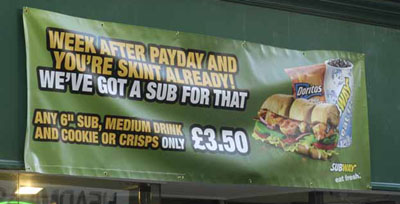 WEEK AFTER PAYDAY AND
YOU'RE SKINT ALREADY!
WE'VE GOT A SUB FOR THAT
ANY 6" SUB, MEDIUM DRINK
AND COOKIE OR CRISPS ONLY £3.50
Doritos
SUBWAY
SUBWAY
eat fresh.